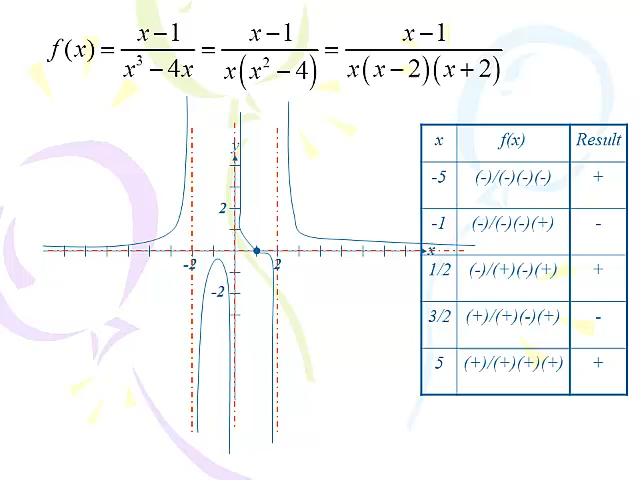 f(x) = x−1 / x³−4x = x−1 / x(x²−4) = x−1 / x(x−2)(x+2)
x f(x) Result
-5 (-)/(-)(-)(-) +
-1 (-)/(-)(-)(+) -
1/2 (-)/(+)(-)(+) +
3/2 (+)/(+)(-)(+) -
5 (+)/(+)(+)(+) +
y
2
x
-2 2
-2